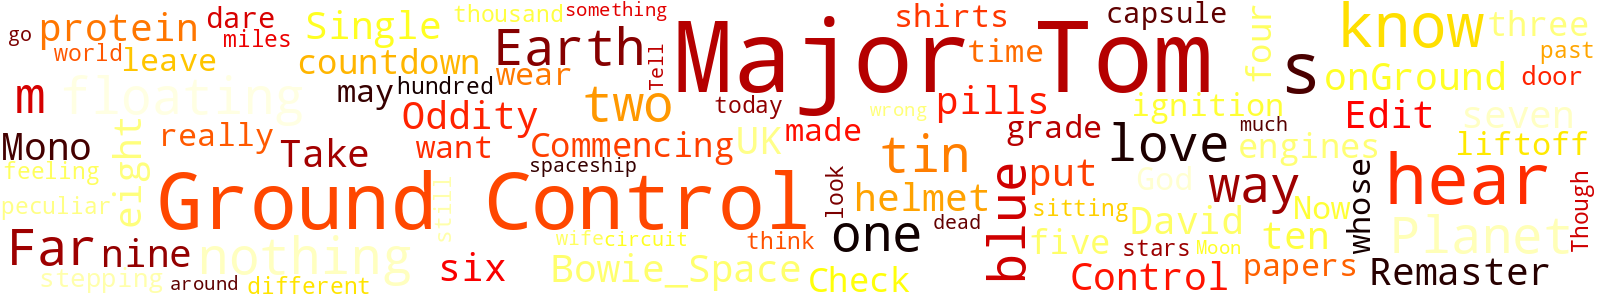 go protein dare miles world leave Single thousand something countdown Earth wear Tell Major Tom shirts time capsule four know three past door
m floating may hundred Oddity two today wrong pills s onGround ignition Edit seven
Mono eight really Take want Commencing UK made spaceship tin grade love much engines liftoff
feeling peculiar Ground Control still look helmet blue put God way whose hear Though
Far nine nothing six wifecircuit think one dead sitting David Now Planet
stepping around different Bowie_Space Check five stars Moon ten Control papers Remaster